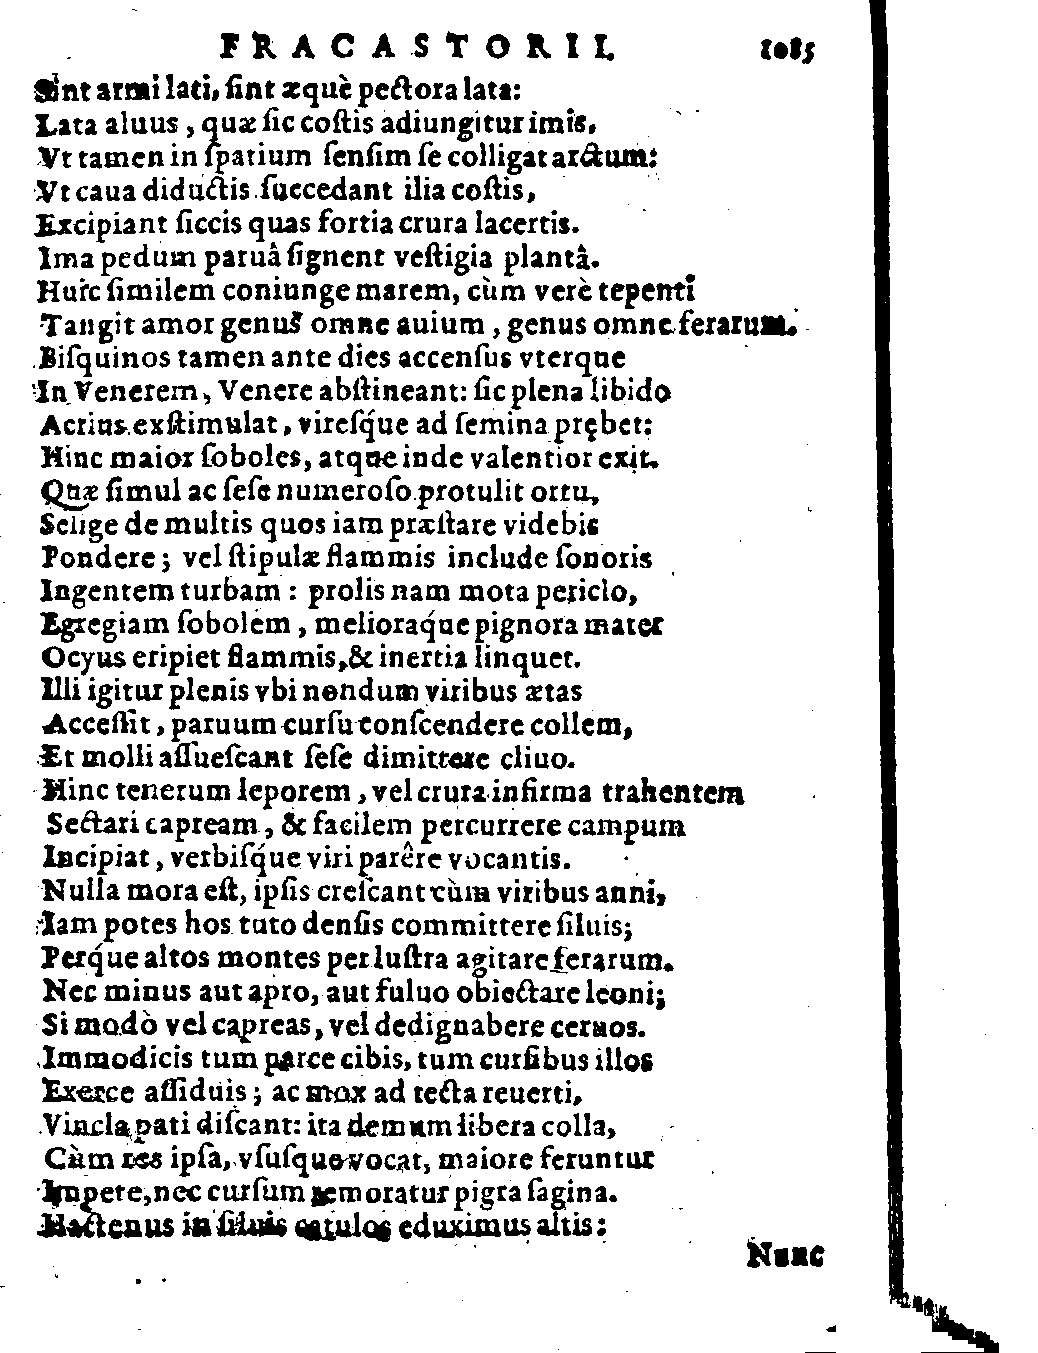 FRACASTORII. 1085
Sint armi lati, ſint æquè pectora lata:
Lata aluus, quæ ſic coſtis adiungitur imis,
Vt tamen in ſpatium ſenſim ſe colligat arctum:
Vt caua diductis ſuccedant ilia coſtis,
Excipiant ſiccis quas fortia crura lacertis.
Ima pedum paruâ ſignent veſtigia plantâ.
Huic ſimilem coniunge marem, cùm verè tepenti
Tangit amor genus omne auium, genus omne ferarum.
Biſquinos tamen ante dies accenſus vterque
In Venerem, Venere abſtineant: ſic plena libido
Acrius exſtimulat, vireſq́ue ad ſemina prębet:
Hinc maior ſoboles, atque inde valentior exit.
Quæ ſimul ac ſeſe numeroſo protulit ortu,
Selige de multis quos iam præſtare videbis
Pondere; vel ſtipulæ flammis include ſonoris
Ingentem turbam: prolis nam mota periclo,
Egregiam ſobolem, melioraq́ue pignora mater
Ocyus eripiet flammis, & inertia linquet.
Illi igitur plenis vbi nondum viribus ætas
Acceſſit, paruum curſu conſcendere collem,
Et molli aſſueſcant ſeſe dimittere cliuo.
Hinc tenerum leporem, vel crura infirma trahentem
Sectari capream, & facilem percurrere campum
Incipiat, verbiſq́ue viri parêre vocantis.
Nulla mora eſt, ipſis creſcant cùm viribus anni,
Iam potes hos tuto denſis committere ſiluis;
Perq́ue altos montes per luſtra agitare ferarum.
Nec minus aut apro, aut fuluo obiectare leoni;
Si modò vel capreas, vel dedignabere ceruos.
Immodicis tum parce cibis, tum curſibus illos
Exerce aſſiduis; ac mox ad tecta reuerti,
Vincla pati diſcant: ita demum libera colla,
Cùm res ipſa, vſuſque vocat, maiore feruntur
Impete, nec curſum remoratur pigra ſagina.
Hactenus in ſiluis catulos eduximus altis:
Nunc